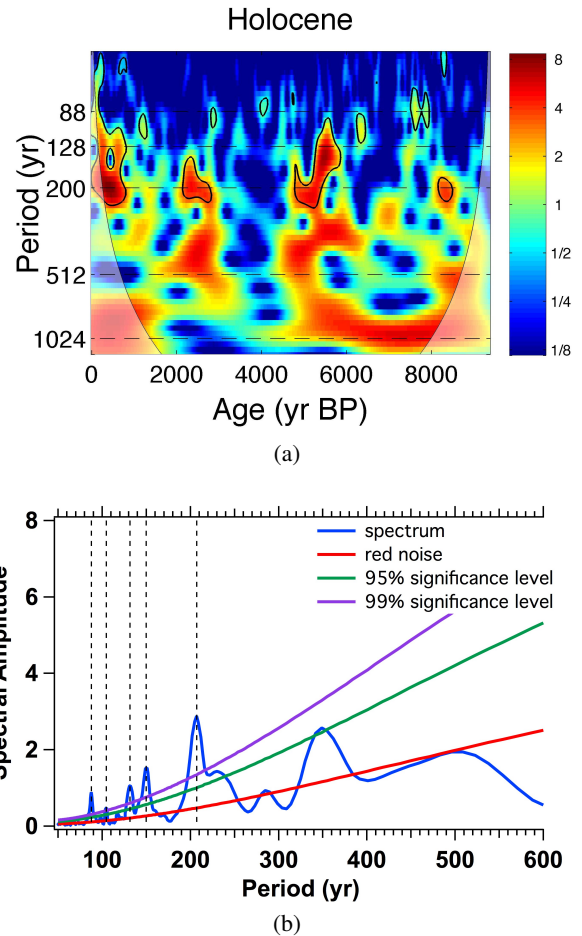 Holocene
Period (yr)
88
128
200
512
1024
0 2000 4000 6000 8000
Age (yr BP)
8
4
2
1
1/2
1/4
1/8
(a)
Amplitude
8
6
4
2
0
spectrum
red noise
95% significance level
99% significance level
100 200 300 400 500 600
Period (yr)
(b)